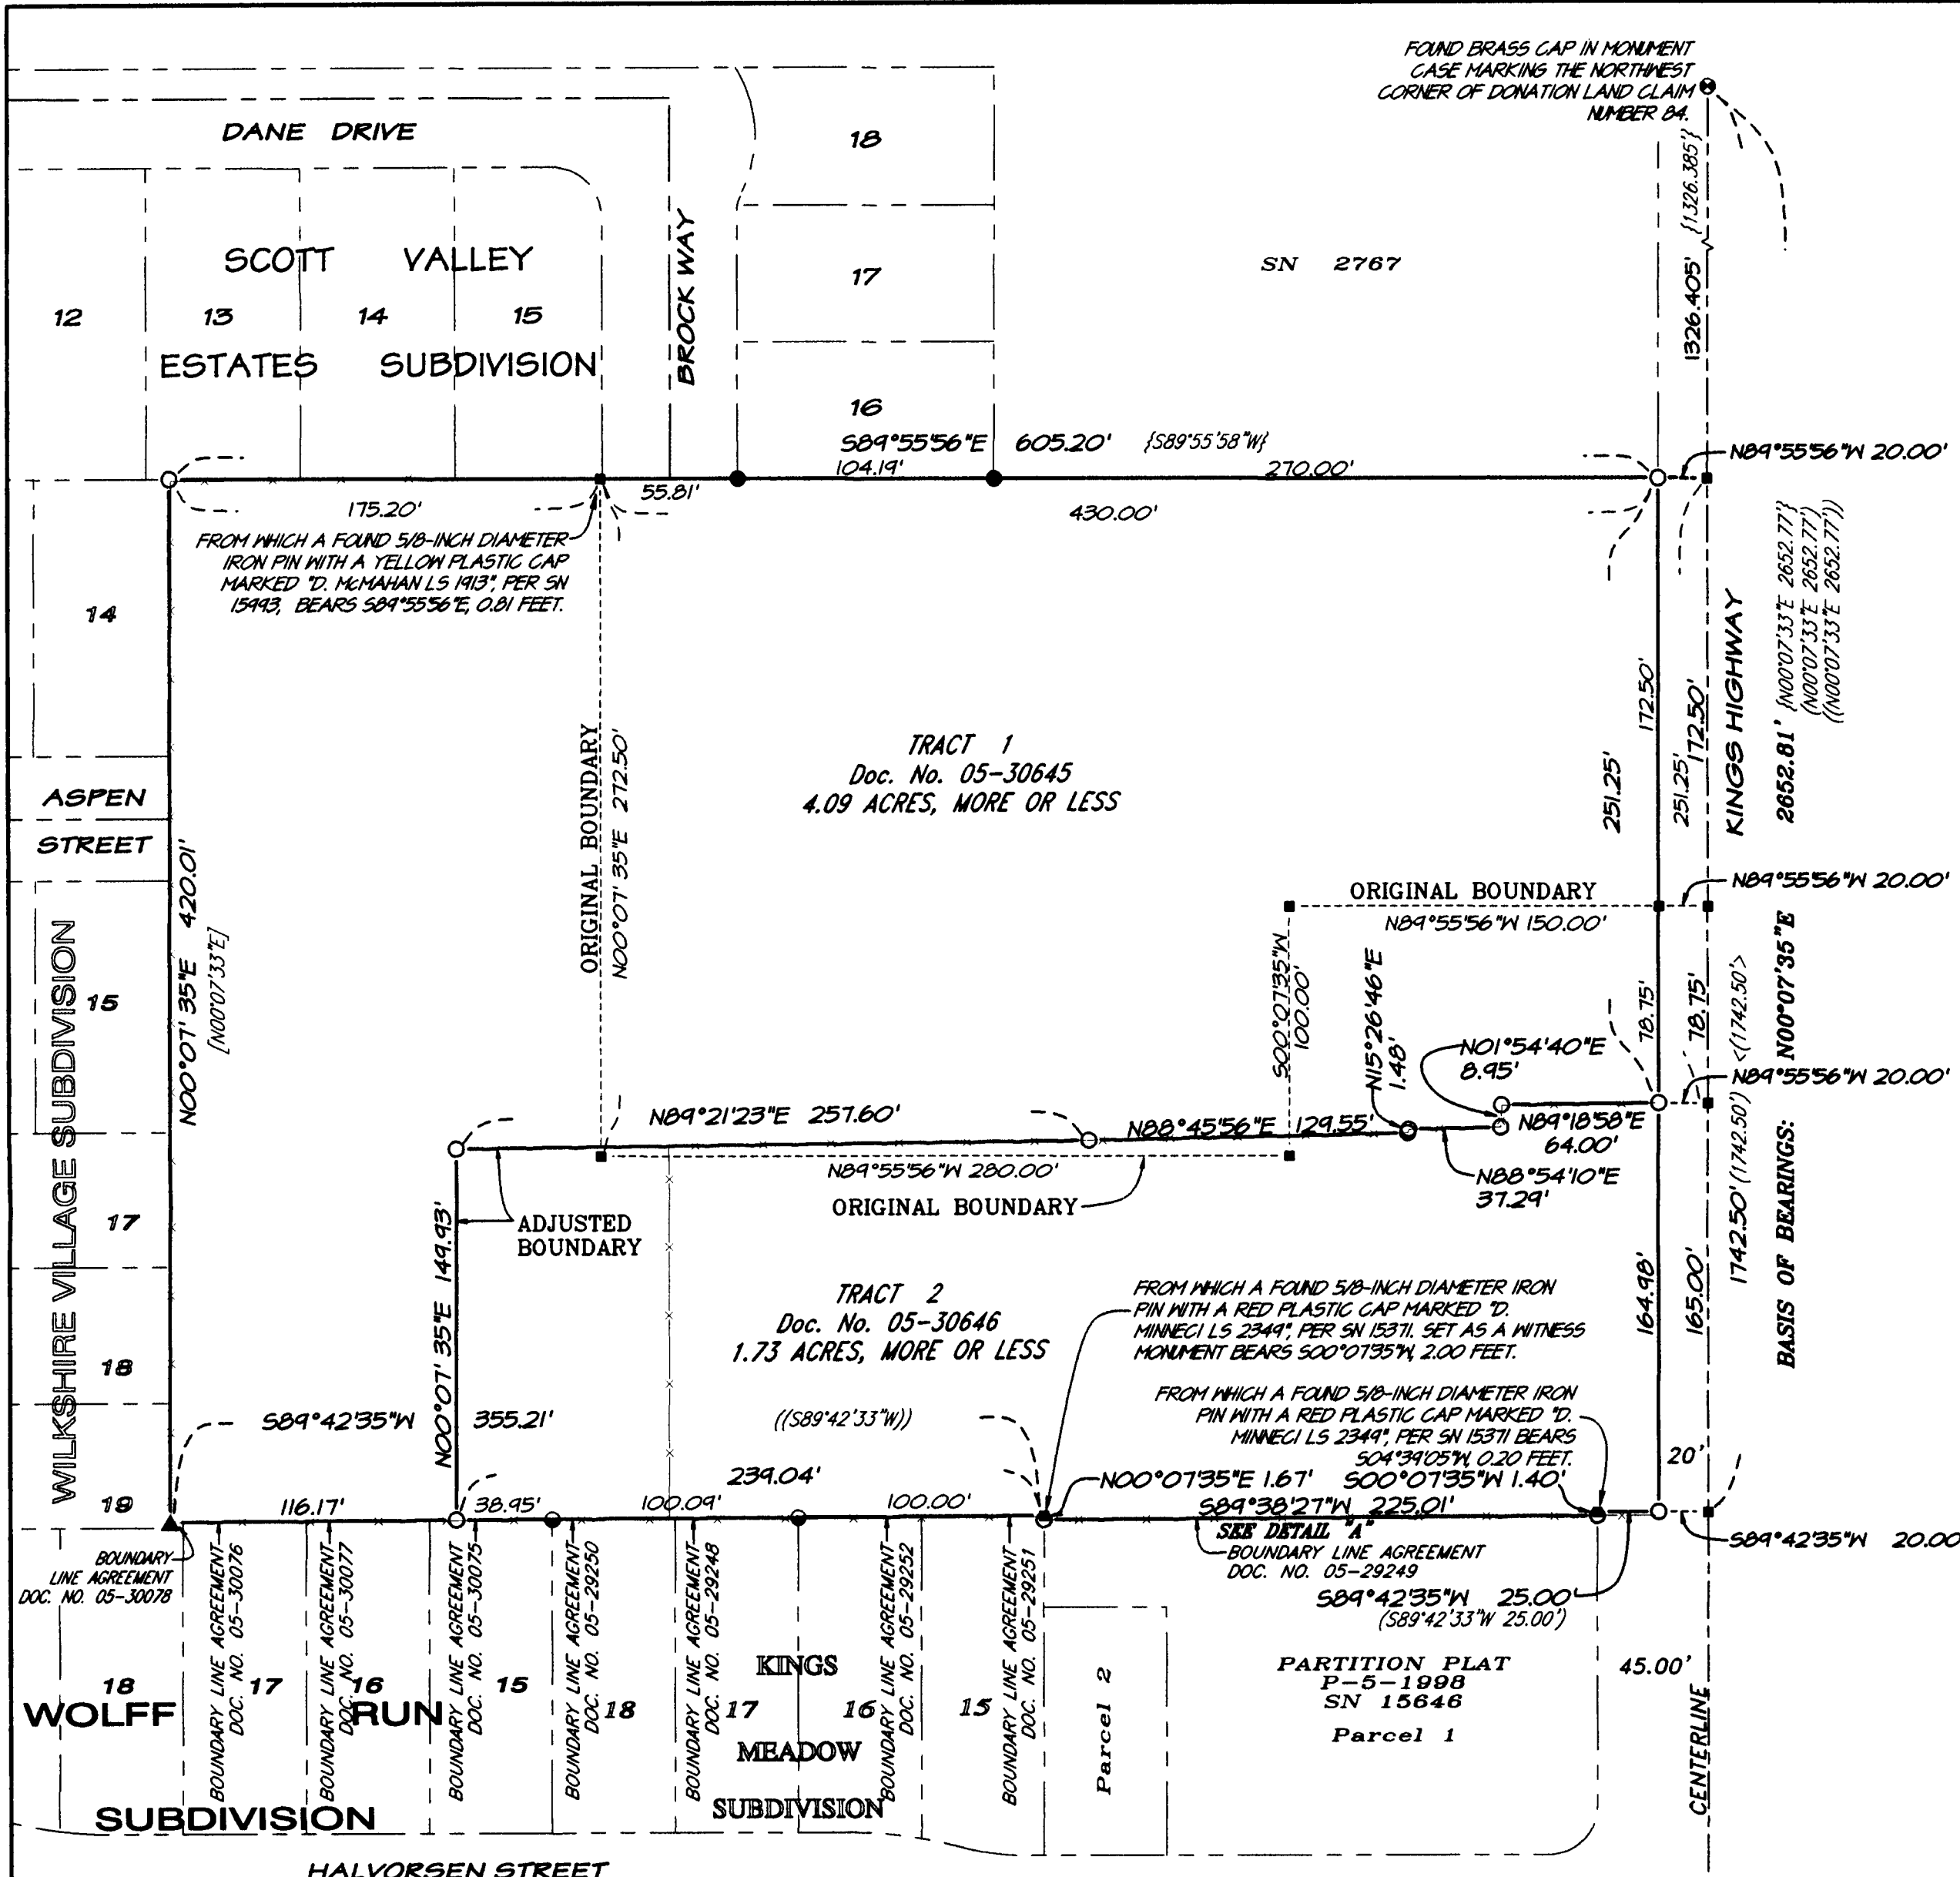 FOUND BRASS CAP IN MONUMENT
CASE MARKING THE NORTHWEST
CORNER OF DONATION LAND CLAIM
NUMBER 84.
DANE DRIVE
18
SCOTT VALLEY
ESTATES SUBDIVISION
12
13
14
15
BROCK WAY
17
16
SN 2767
1326.405' {1326.385'}
S89°55'56"E 605.20' {S89°55'58"W}
104.19'
270.00'
N89°55'56"W 20.00'
175.20'
55.81'
430.00'
FROM WHICH A FOUND 5/8-INCH DIAMETER
IRON PIN WITH A YELLOW PLASTIC CAP
MARKED "D. McMAHAN LS 1913", PER SN
15993, BEARS S89°55'56"E, 0.81 FEET.
14
ASPEN
STREET
15
17
18
19
WILKSHIRE VILLAGE SUBDIVISION
N00°07'35"E 420.01'
[N00°07'33"E]
ORIGINAL BOUNDARY
N00°07'35"E 272.50'
TRACT 1
Doc. No. 05-30645
4.09 ACRES, MORE OR LESS
172.50'
251.25'
172.50'
251.25'
KINGS HIGHWAY
2652.81' {N00°07'33"E 2652.77'}
(N00°07'33"E 2652.77')
((N00°07'33"E 2652.77'))
BASIS OF BEARINGS: N00°07'35"E
N89°55'56"W 20.00'
ORIGINAL BOUNDARY
N89°55'56"W 150.00'
S00°07'35"W
100.00'
N15°26'46"E
1.48'
N01°54'40"E
8.95'
78.75'
78.75'
N89°55'56"W 20.00'
N89°18'58"E
64.00'
N88°54'10"E
37.29'
N89°21'23"E 257.60'
N88°45'56"E 129.55'
N89°55'56"W 280.00'
ORIGINAL BOUNDARY
ADJUSTED
BOUNDARY
N00°07'35"E 149.93'
TRACT 2
Doc. No. 05-30646
1.73 ACRES, MORE OR LESS
1742.50' (1742.50') <(1742.50'>
164.98'
165.00'
FROM WHICH A FOUND 5/8-INCH DIAMETER IRON
PIN WITH A RED PLASTIC CAP MARKED "D.
MINNECI LS 2349", PER SN 15371. SET AS A WITNESS
MONUMENT BEARS S00°07'35"W, 2.00 FEET.
FROM WHICH A FOUND 5/8-INCH DIAMETER IRON
PIN WITH A RED PLASTIC CAP MARKED "D.
MINNECI LS 2349", PER SN 15371 BEARS
S04°39'05"W, 0.20 FEET.
S89°42'35"W 355.21'
((S89°42'33"W))
239.04'
20'
N00°07'35"E 1.67'
S00°07'35"W 1.40'
116.17'
38.95'
100.09'
100.00'
S89°38'27"W 225.01'
SEE DETAIL "A"
BOUNDARY LINE AGREEMENT
DOC. NO. 05-29249
S89°42'35"W 20.00
S89°42'35"W 25.00'
(S89°42'33"W 25.00')
BOUNDARY
LINE AGREEMENT
DOC. NO. 05-30078
BOUNDARY LINE AGREEMENT
DOC. NO. 05-30076
BOUNDARY LINE AGREEMENT
DOC. NO. 05-30077
BOUNDARY LINE AGREEMENT
DOC. NO. 05-30075
BOUNDARY LINE AGREEMENT
DOC. NO. 05-29250
BOUNDARY LINE AGREEMENT
DOC. NO. 05-29248
BOUNDARY LINE AGREEMENT
DOC. NO. 05-29252
BOUNDARY LINE AGREEMENT
DOC. NO. 05-29251
18
17
16
15
WOLFF RUN
SUBDIVISION
18
17
16
15
KINGS
MEADOW
SUBDIVISION
Parcel 2
PARTITION PLAT
P-5-1998
SN 15646
Parcel 1
45.00'
CENTERLINE
HALVORSEN STREET